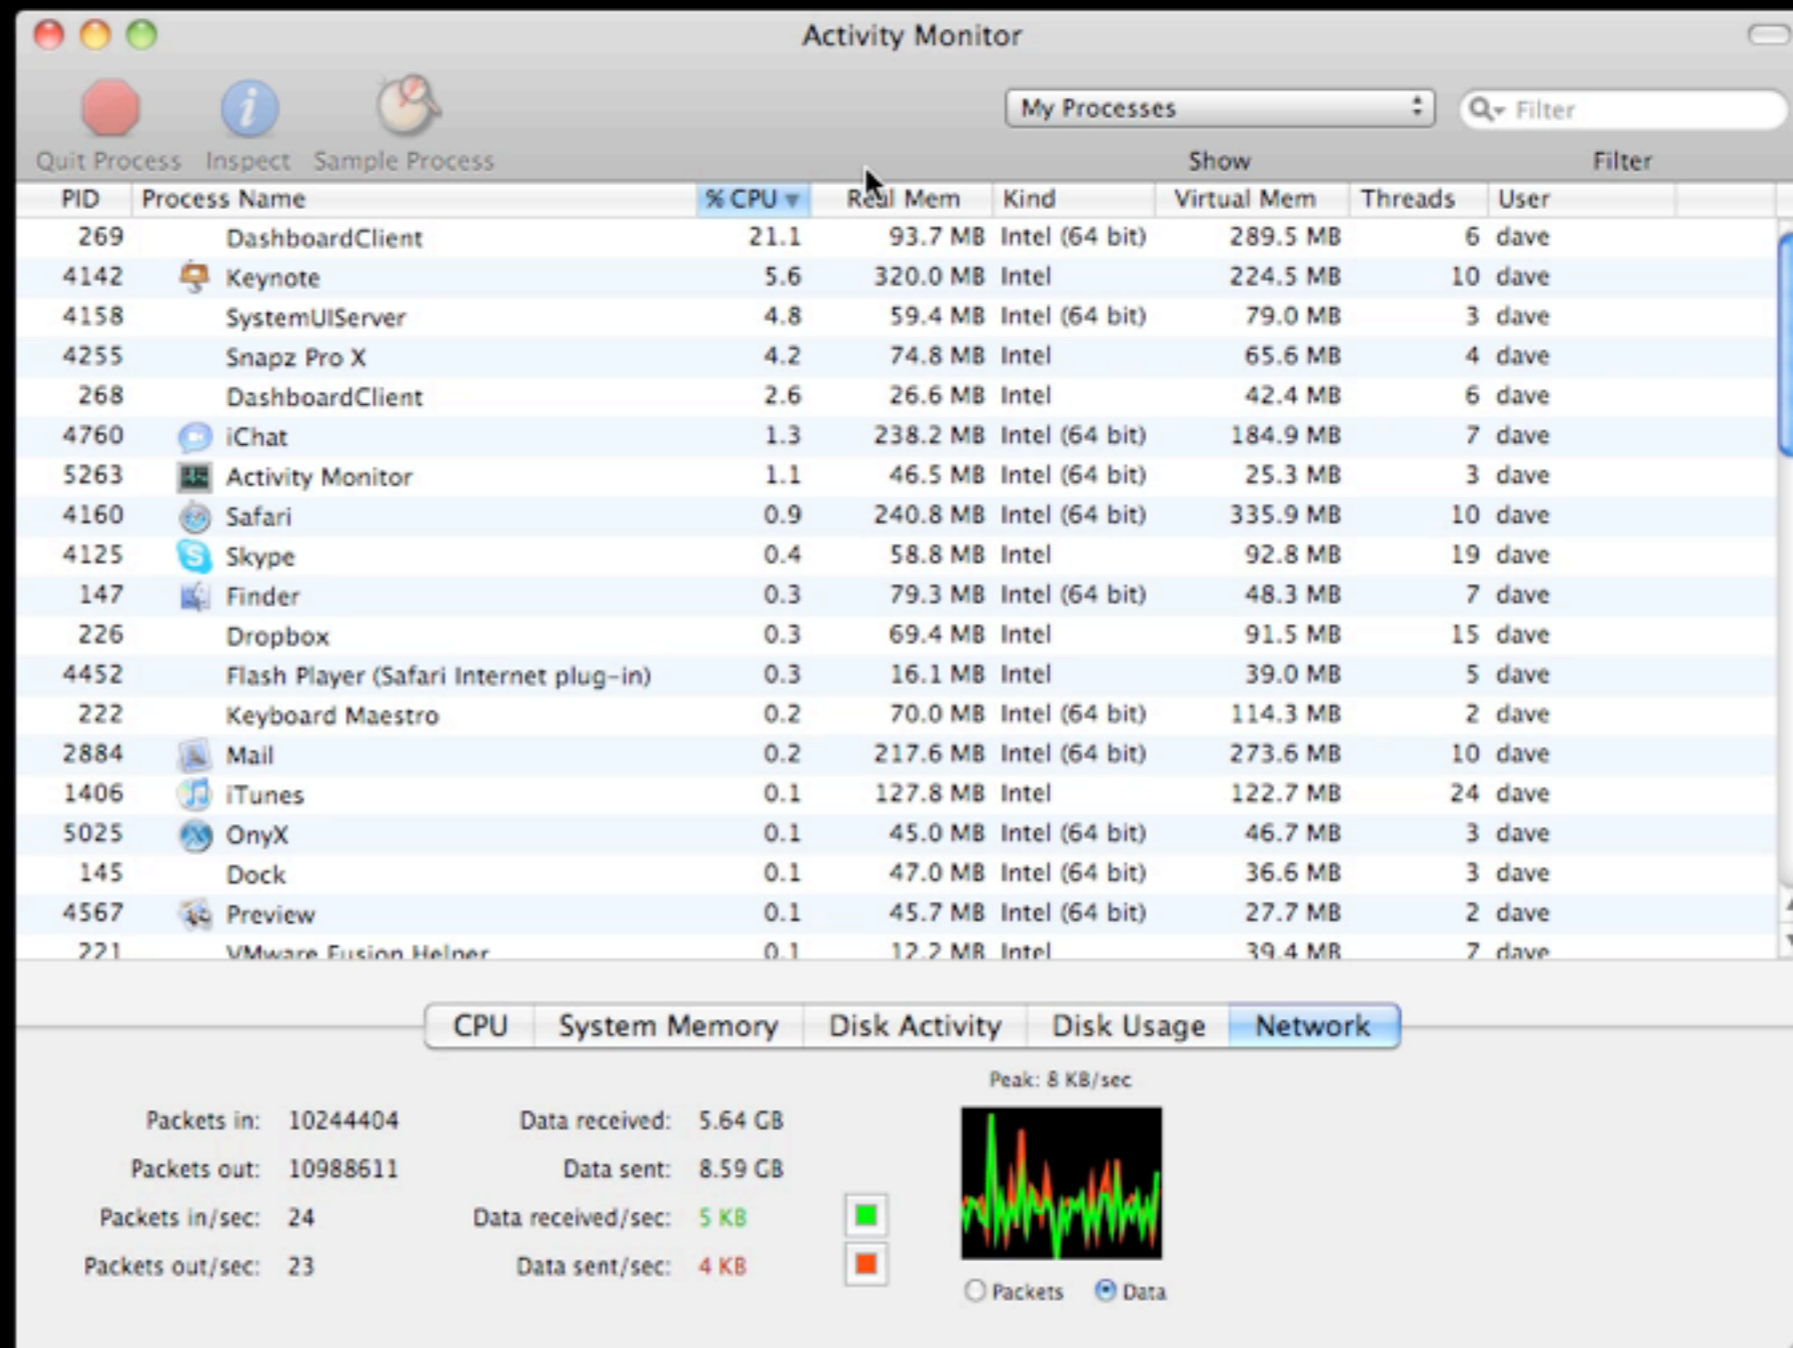 Activity Monitor
My Processes
Filter
Quit Process Inspect Sample Process Show Filter
PID Process Name % CPU Real Mem Kind Virtual Mem Threads User
269 DashboardClient 21.1 93.7 MB Intel (64 bit) 289.5 MB 6 dave
4142 Keynote 5.6 320.0 MB Intel 224.5 MB 10 dave
4158 SystemUIServer 4.8 59.4 MB Intel (64 bit) 79.0 MB 3 dave
4255 Snapz Pro X 4.2 74.8 MB Intel 65.6 MB 4 dave
268 DashboardClient 2.6 26.6 MB Intel 42.4 MB 6 dave
4760 iChat 1.3 238.2 MB Intel (64 bit) 184.9 MB 7 dave
5263 Activity Monitor 1.1 46.5 MB Intel (64 bit) 25.3 MB 3 dave
4160 Safari 0.9 240.8 MB Intel (64 bit) 335.9 MB 10 dave
4125 Skype 0.4 58.8 MB Intel 92.8 MB 19 dave
147 Finder 0.3 79.3 MB Intel (64 bit) 48.3 MB 7 dave
226 Dropbox 0.3 69.4 MB Intel 91.5 MB 15 dave
4452 Flash Player (Safari Internet plug-in) 0.3 16.1 MB Intel 39.0 MB 5 dave
222 Keyboard Maestro 0.2 70.0 MB Intel (64 bit) 114.3 MB 2 dave
2884 Mail 0.2 217.6 MB Intel (64 bit) 273.6 MB 10 dave
1406 iTunes 0.1 127.8 MB Intel 122.7 MB 24 dave
5025 OnyX 0.1 45.0 MB Intel (64 bit) 46.7 MB 3 dave
145 Dock 0.1 47.0 MB Intel (64 bit) 36.6 MB 3 dave
4567 Preview 0.1 45.7 MB Intel (64 bit) 27.7 MB 2 dave
221 VMware Fusion Helper 0.1 12.2 MB Intel 39.4 MB 7 dave
CPU System Memory Disk Activity Disk Usage Network
Peak: 8 KB/sec
Packets in: 10244404 Data received: 5.64 GB
Packets out: 10988611 Data sent: 8.59 GB
Packets in/sec: 24 Data received/sec: 5 KB
Packets out/sec: 23 Data sent/sec: 4 KB
Packets Data